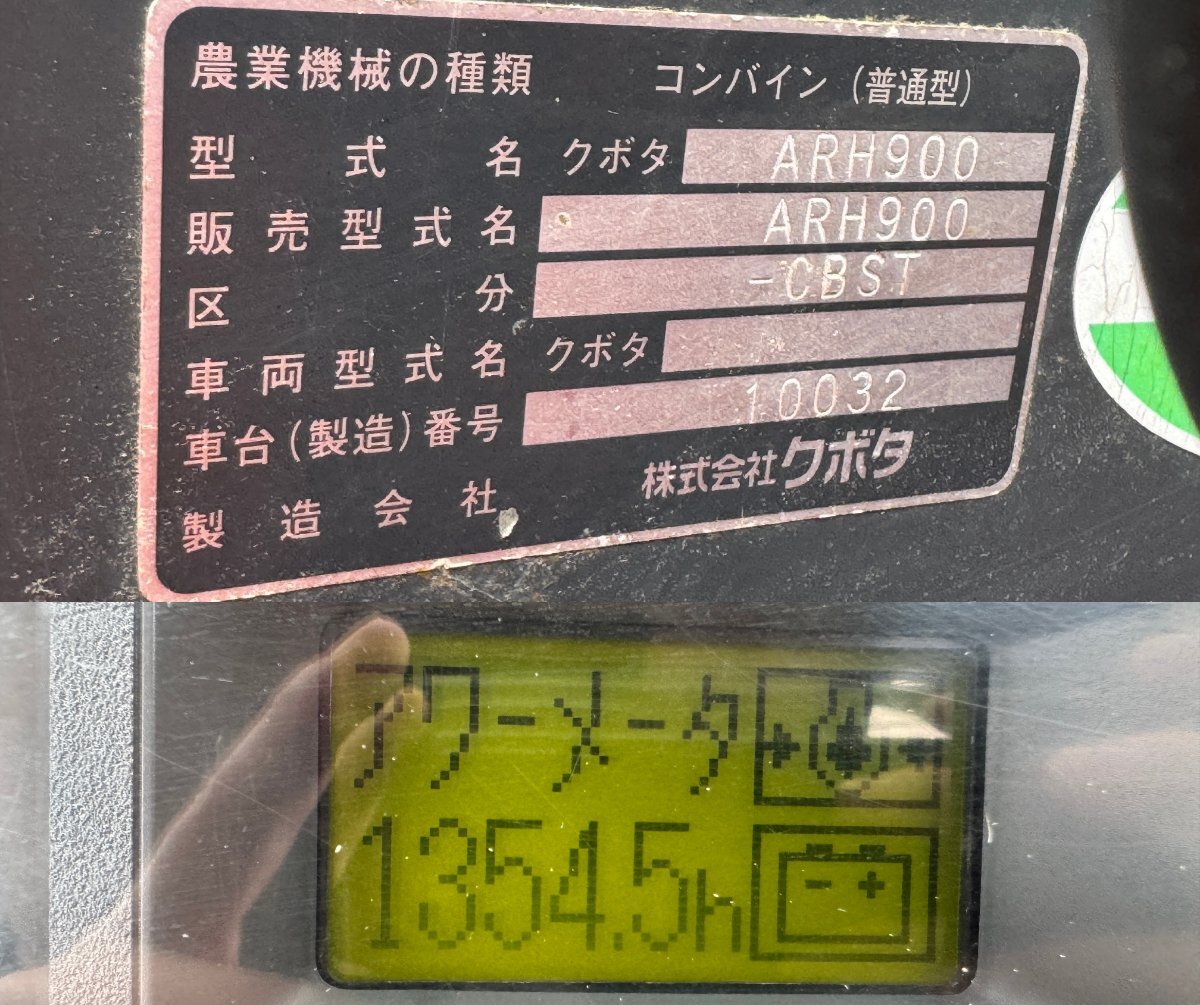 農業機械の種類 コンバイン (普通型)
型式名 クボタ ARH900
販売型式名 ARH900
区分 -CBST
車両型式名 クボタ
車台(製造)番号 10032
製造会社 株式会社クボタ
アワーメータ
1354.5h
- +